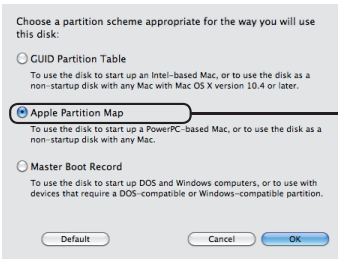 Choose a partition scheme appropriate for the way you will use
this disk:
GUID Partition Table
To use the disk to start up an Intel-based Mac, or to use the disk as a
non-startup disk with any Mac with Mac OS X version 10.4 or later.
Apple Partition Map
To use the disk to start up a PowerPC-based Mac, or to use the disk as a
non-startup disk with any Mac.
Master Boot Record
To use the disk to start up DOS and Windows computers, or to use with
devices that require a DOS-compatible or Windows-compatible partition.
Default
Cancel
OK